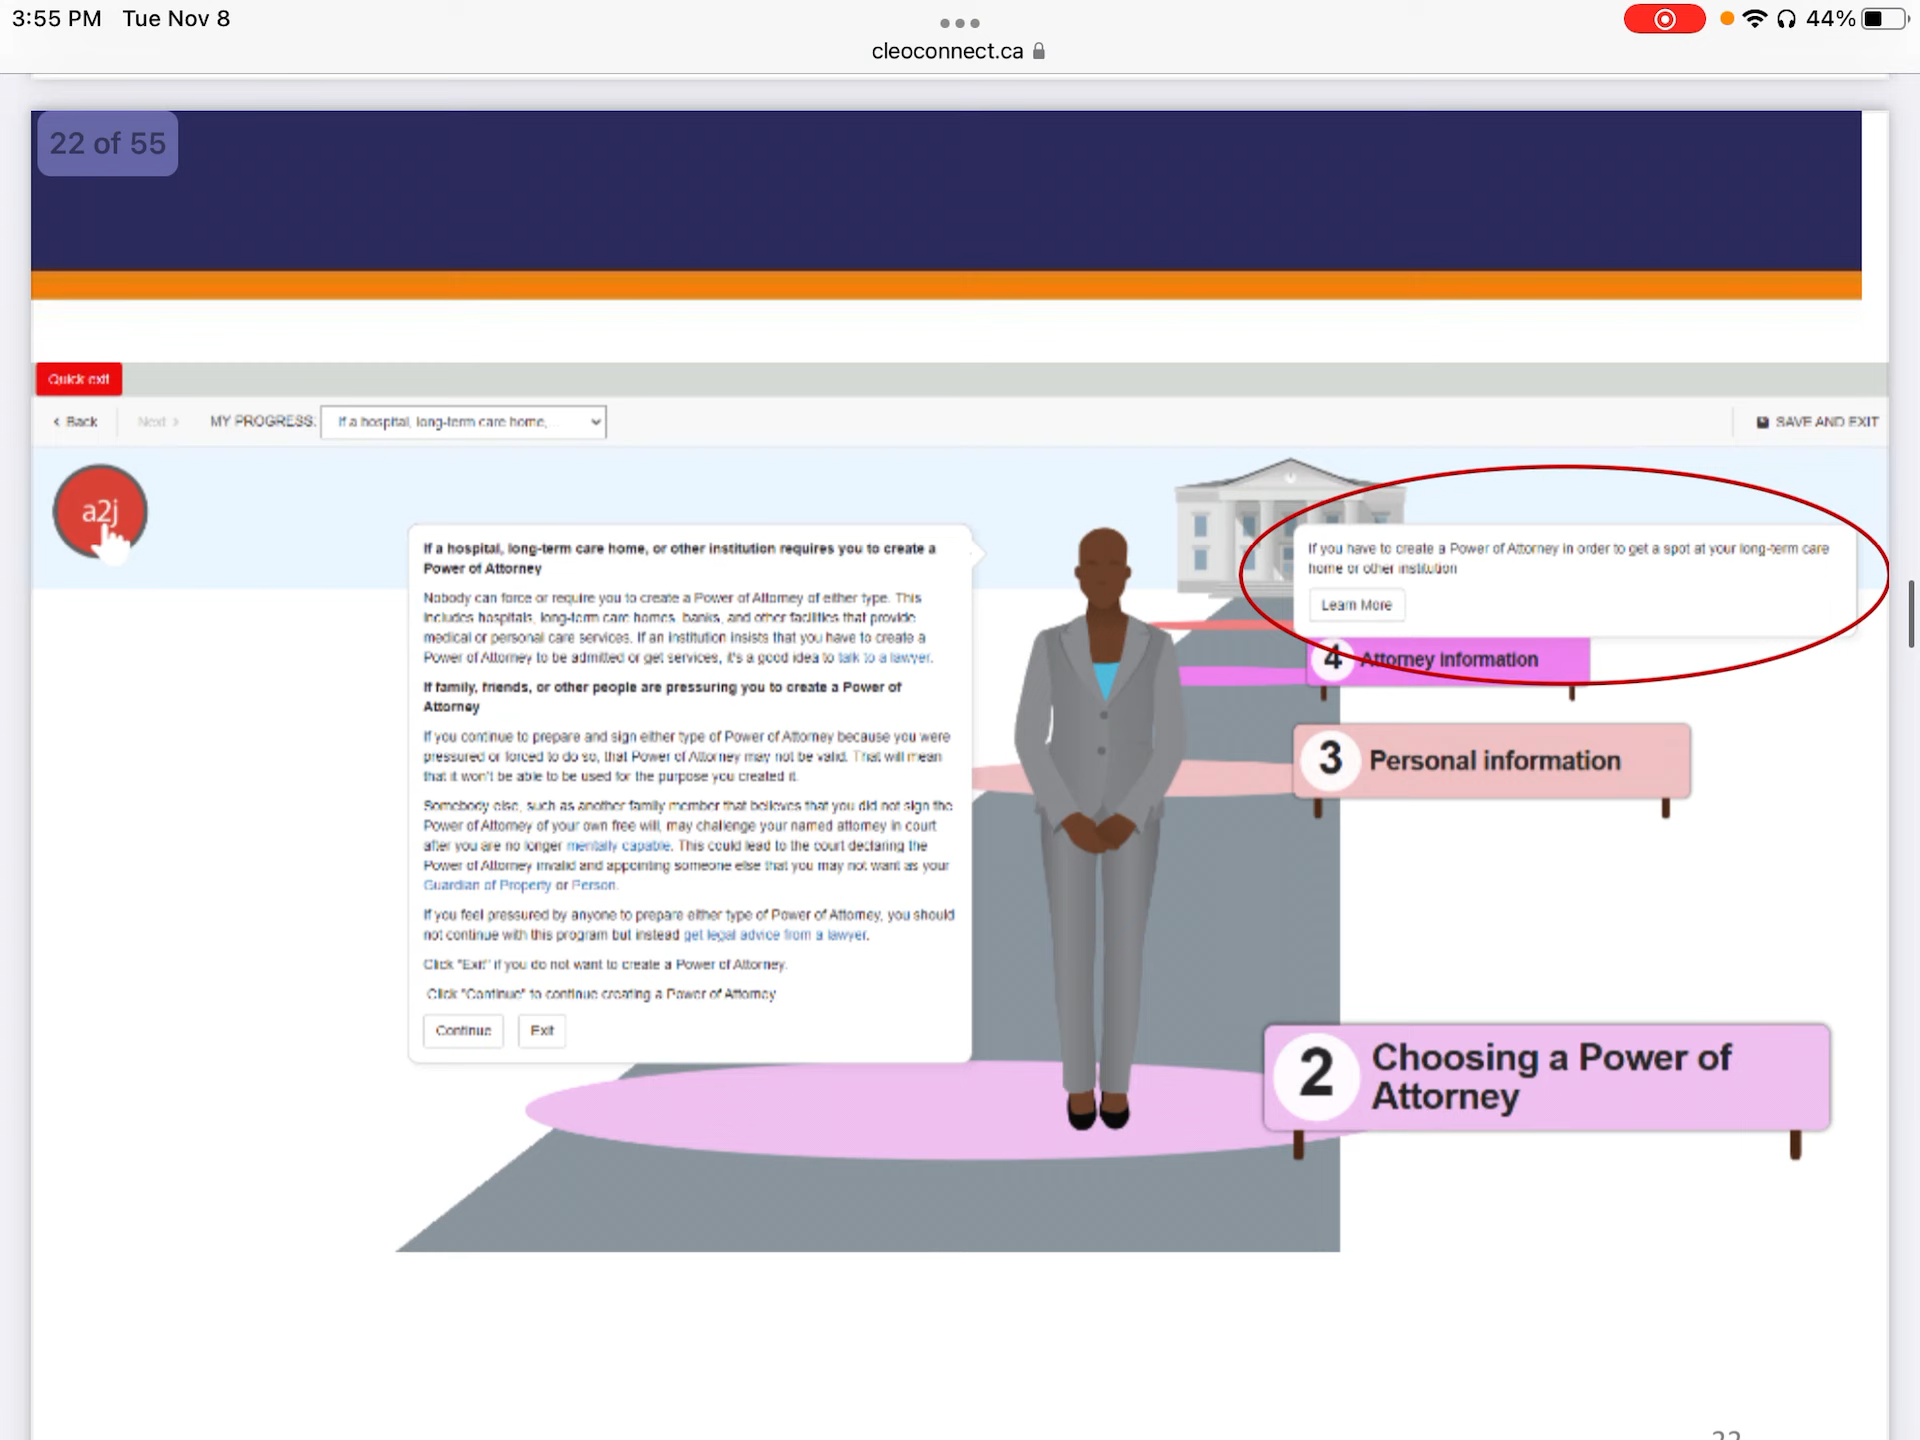 3:55 PM Tue Nov 8
44%
cleoconnect.ca
22 of 55
Quick exit
Back
Next
MY PROGRESS:
If a hospital, long-term care home, ...
SAVE AND EXIT
a2j
If a hospital, long-term care home, or other institution requires you to create a
Power of Attorney
Nobody can force or require you to create a Power of Attorney of either type. This
includes hospitals, long-term care homes, banks, and other facilities that provide
medical or personal care services. If an institution insists that you have to create a
Power of Attorney to be admitted or get services, it's a good idea to talk to a lawyer.
If family, friends, or other people are pressuring you to create a Power of
Attorney
If you continue to prepare and sign either type of Power of Attorney because you were
pressured or forced to do so, that Power of Attorney may not be valid. That will mean
that it won't be able to be used for the purpose you created it.
Somebody else, such as another family member that believes that you did not sign the
Power of Attorney of your own free will, may challenge your named attorney in court
after you are no longer mentally capable. This could lead to the court declaring the
Power of Attorney invalid and appointing someone else that you may not want as your
Guardian of Property or Person.
If you feel pressured by anyone to prepare either type of Power of Attorney, you should
not continue with this program but instead get legal advice from a lawyer.
Click "Exit" if you do not want to create a Power of Attorney.
Click "Continue" to continue creating a Power of Attorney
Continue
Exit
If you have to create a Power of Attorney in order to get a spot at your long-term care
home or other institution
Learn More
4 Attorney information
3 Personal information
2 Choosing a Power of
Attorney